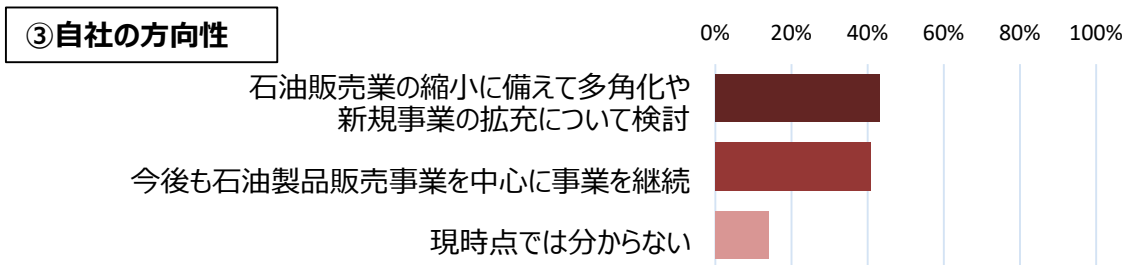 ③自社の方向性
0% 20% 40% 60% 80% 100%
石油販売業の縮小に備えて多角化や
新規事業の拡充について検討
今後も石油製品販売事業を中心に事業を継続
現時点では分からない